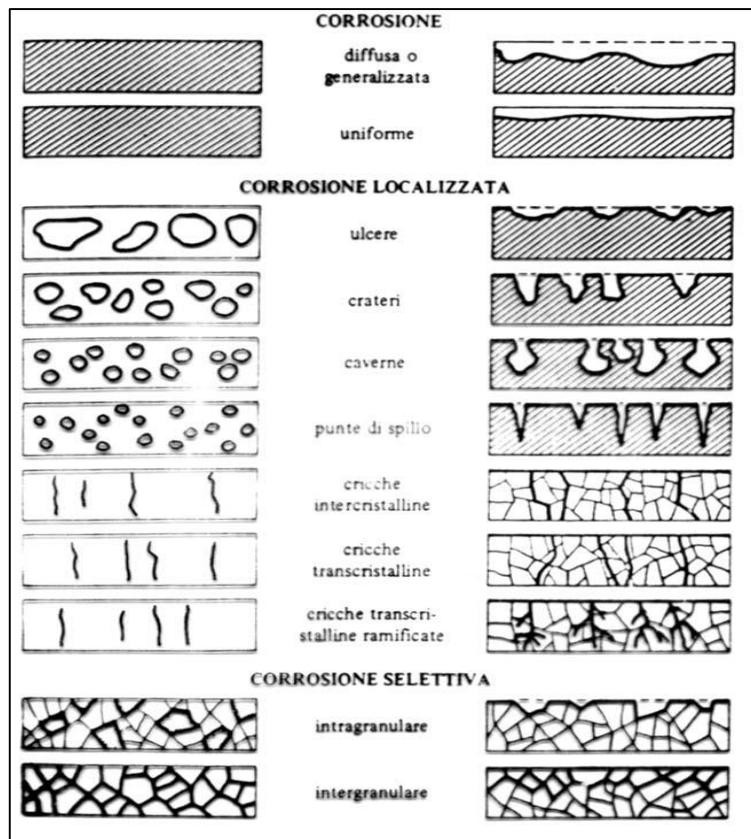 CORROSIONE
diffusa o
generalizzata
uniforme
CORROSIONE LOCALIZZATA
ulcere
crateri
caverne
punte di spillo
cricche
intercristalline
cricche
transcristalline
cricche transcri-
stalline ramificate
CORROSIONE SELETTIVA
intragranulare
intergranulare